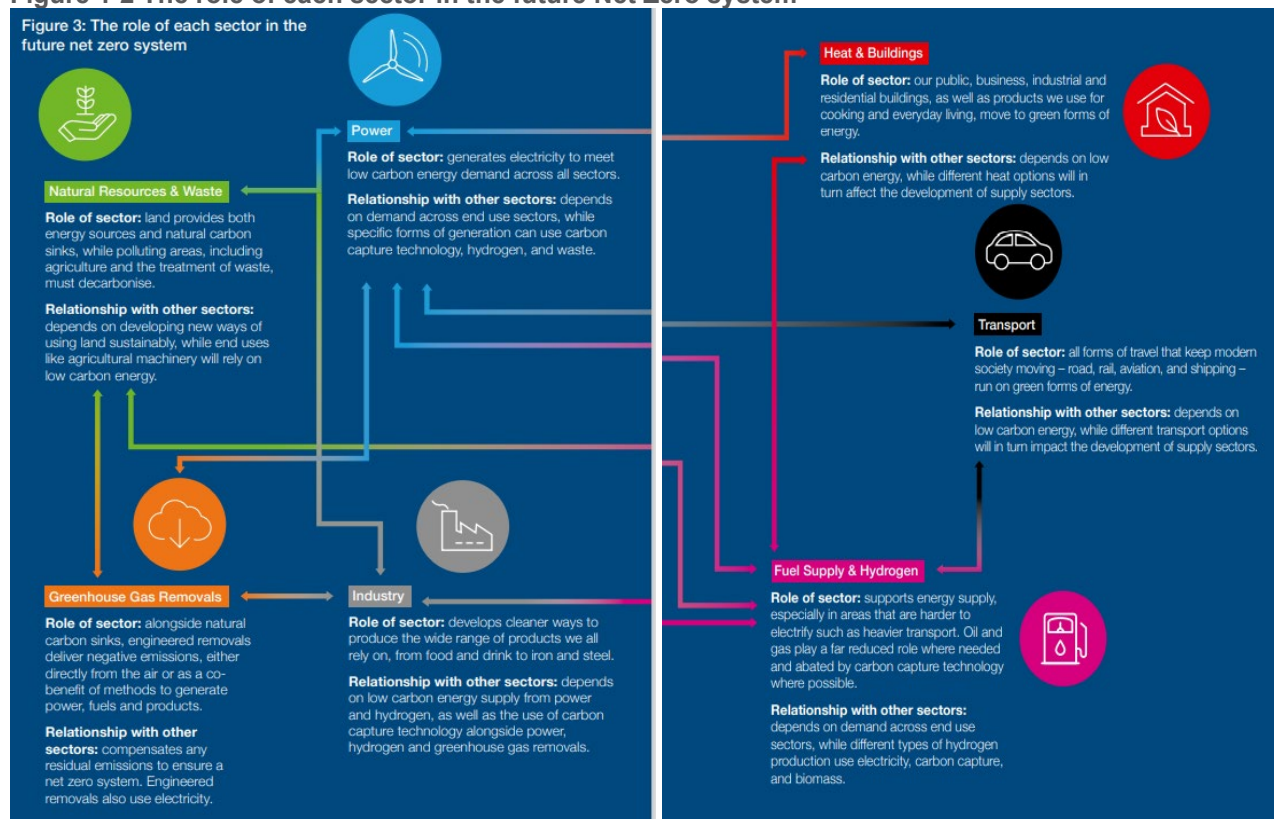 Figure 1-2 The role of each sector in the future Net Zero system
Figure 3: The role of each sector in the
future net zero system
Power
Role of sector: generates electricity to meet
low carbon energy demand across all sectors.
Relationship with other sectors: depends
on demand across end use sectors, while
specific forms of generation can use carbon
capture technology, hydrogen, and waste.
Natural Resources & Waste
Role of sector: land provides both
energy sources and natural carbon
sinks, while polluting areas, including
agriculture and the treatment of waste,
must decarbonise.
Relationship with other sectors:
depends on developing new ways of
using land sustainably, while end uses
like agricultural machinery will rely on
low carbon energy.
Greenhouse Gas Removals
Role of sector: alongside natural
carbon sinks, engineered removals
deliver negative emissions, either
directly from the air or as a co-
benefit of methods to generate
power, fuels and products.
Relationship with other
sectors: compensates any
residual emissions to ensure a
net zero system. Engineered
removals also use electricity.
Industry
Role of sector: develops cleaner ways to
produce the wide range of products we all
rely on, from food and drink to iron and steel.
Relationship with other sectors: depends
on low carbon energy supply from power
and hydrogen, as well as the use of carbon
capture technology alongside power,
hydrogen and greenhouse gas removals.
Heat & Buildings
Role of sector: our public, business, industrial and
residential buildings, as well as products we use for
cooking and everyday living, move to green forms of
energy.
Relationship with other sectors: depends on low
carbon energy, while different heat options will in
turn affect the development of supply sectors.
Transport
Role of sector: all forms of travel that keep modern
society moving – road, rail, aviation, and shipping –
run on green forms of energy.
Relationship with other sectors: depends on
low carbon energy, while different transport options
will in turn impact the development of supply sectors.
Fuel Supply & Hydrogen
Role of sector: supports energy supply,
especially in areas that are harder to
electrify such as heavier transport. Oil and
gas play a far reduced role where needed
and abated by carbon capture technology
where possible.
Relationship with other sectors:
depends on demand across end use
sectors, while different types of hydrogen
production use electricity, carbon capture,
and biomass.